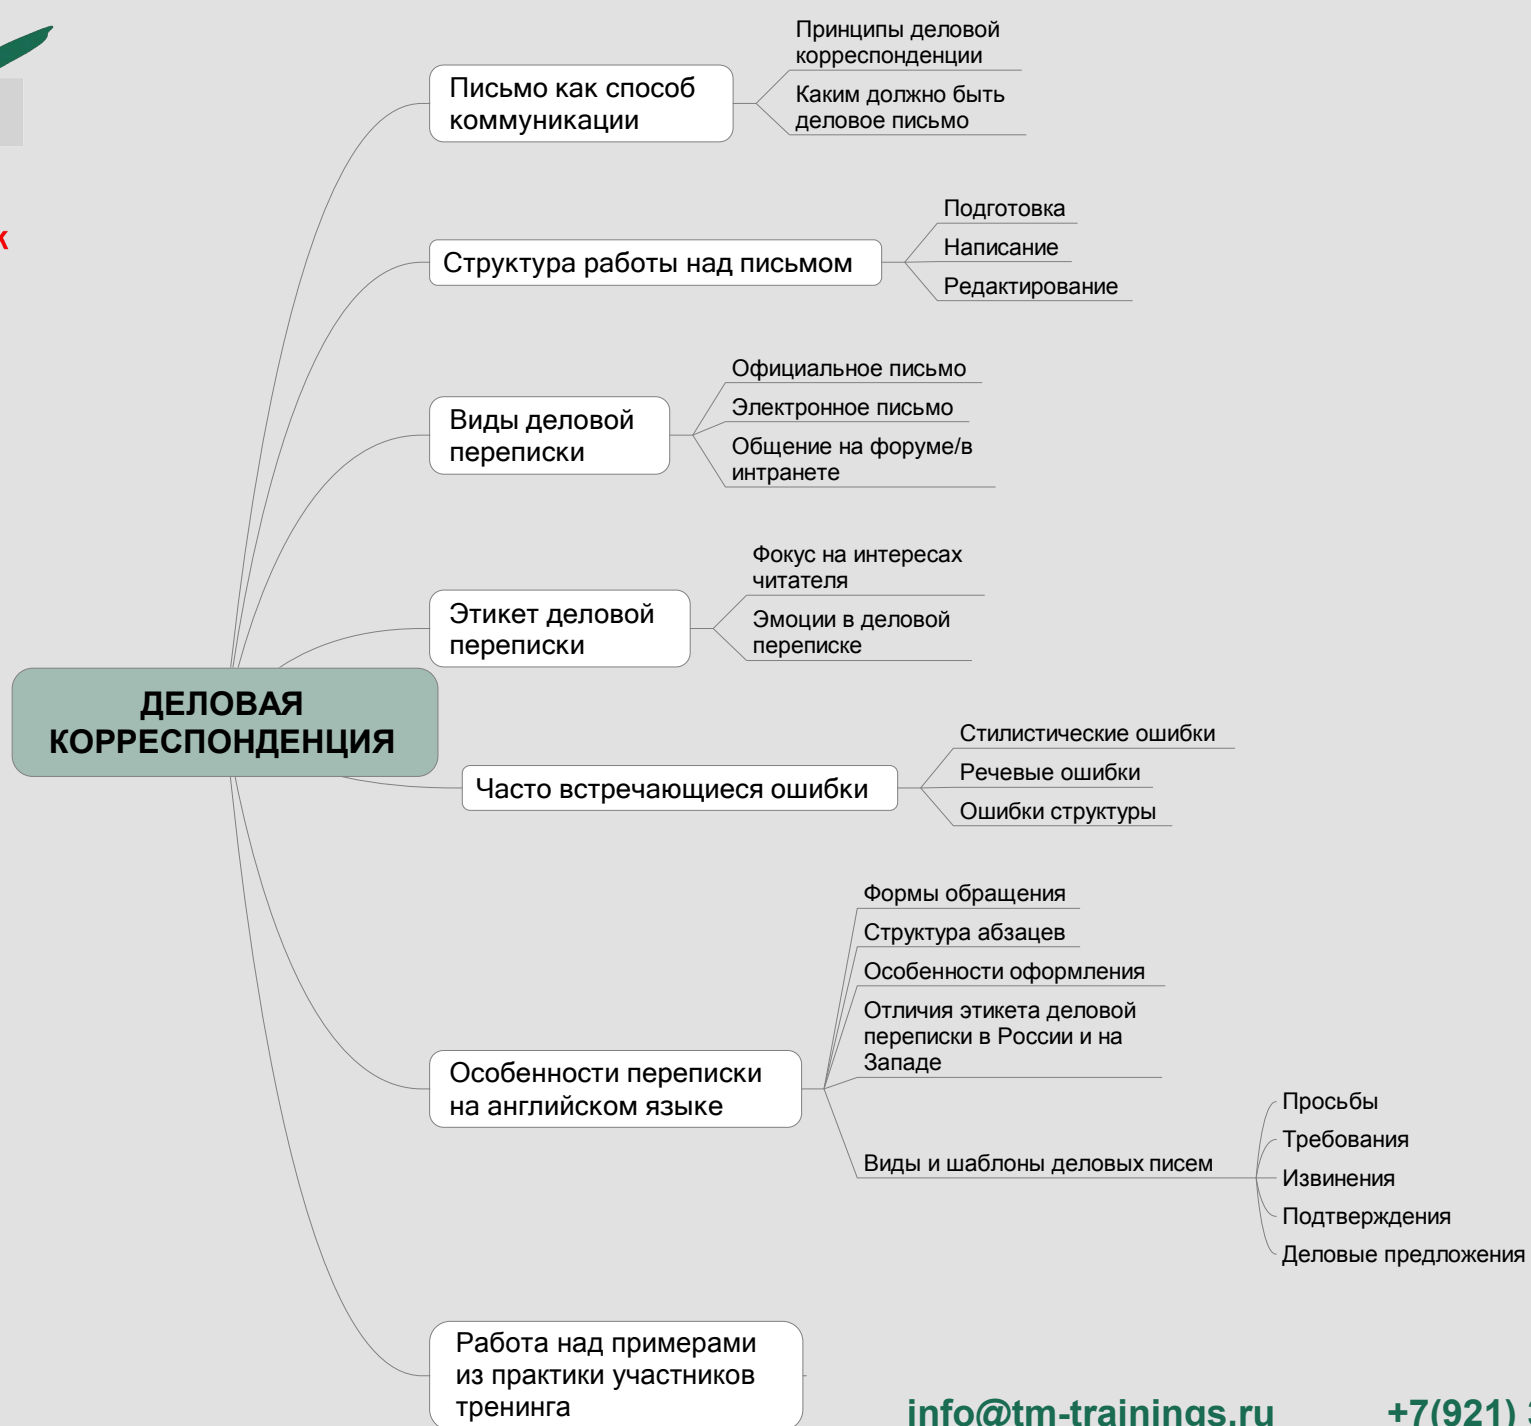 Принципы деловой
корреспонденции
Письмо как способ
коммуникации
Каким должно быть
деловое письмо
к
Подготовка
Структура работы над письмом
Написание
Редактирование
Официальное письмо
Виды деловой
переписки
Электронное письмо
Общение на форуме/в
интранете
Фокус на интересах
читателя
Этикет деловой
переписки
Эмоции в деловой
переписке
ДЕЛОВАЯ
КОРРЕСПОНДЕНЦИЯ
Стилистические ошибки
Часто встречающиеся ошибки
Речевые ошибки
Ошибки структуры
Формы обращения
Структура абзацев
Особенности оформления
Отличия этикета деловой
переписки в России и на
Западе
Особенности переписки
на английском языке
Виды и шаблоны деловых писем
Просьбы
Требования
Извинения
Подтверждения
Деловые предложения
Работа над примерами
из практики участников
тренинга
info@tm-trainings.ru
+7(921)